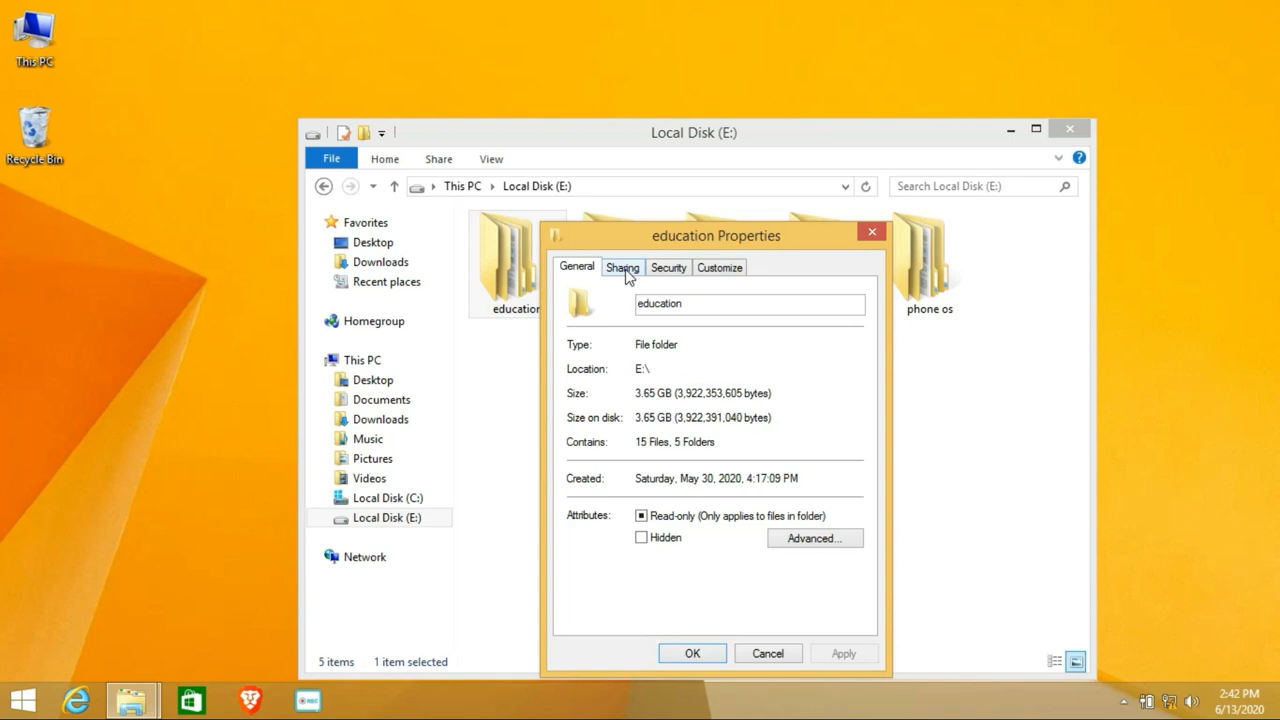 This PC
Recycle Bin
Local Disk (E:)
File
Home
Share
View
This PC
Local Disk (E:)
Search Local Disk (E:)
Favorites
Desktop
Downloads
Recent places
Homegroup
This PC
Desktop
Documents
Downloads
Music
Pictures
Videos
Local Disk (C:)
Local Disk (E:)
Network
education
phone os
5 items
1 item selected
education Properties
General
Sharing
Security
Customize
education
Type:
File folder
Location:
E:\
Size:
3.65 GB (3,922,353,605 bytes)
Size on disk:
3.65 GB (3,922,391,040 bytes)
Contains:
15 Files, 5 Folders
Created:
Saturday, May 30, 2020, 4:17:09 PM
Attributes:
Read-only (Only applies to files in folder)
Hidden
Advanced...
OK
Cancel
Apply
REC
2:42 PM
6/13/2020